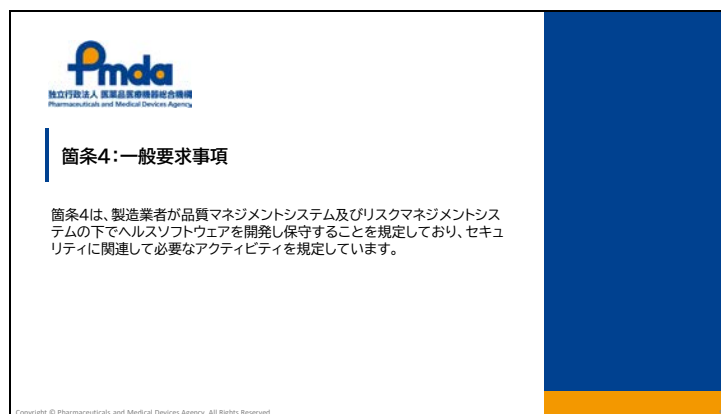 Pmda
独立行政法人 医薬品医療機器総合機構
Pharmaceuticals and Medical Devices Agency
箇条4：一般要求事項
箇条4は、製造業者が品質マネジメントシステム及びリスクマネジメントシス
テムの下でヘルスソフトウェアを開発し保守することを規定しており、セキュ
リティに関連して必要なアクティビティを規定しています。
Copyright © Pharmaceuticals and Medical Devices Agency, All Rights Reserved